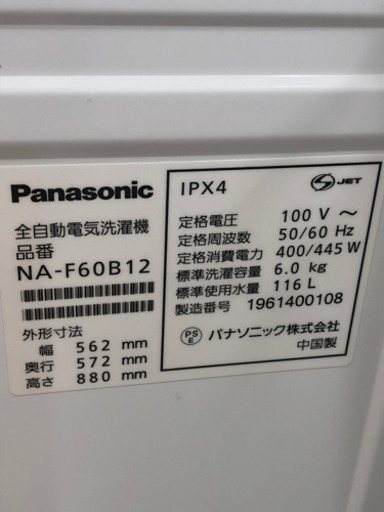 Panasonic
全自動電気洗濯機
品番
NA-F60B12
外形寸法
幅 562 mm
奥行 572 mm
高さ 880 mm
IPX4
JET
定格電圧 100 V ～
定格周波数 50/60 Hz
定格消費電力 400/445 W
標準洗濯容量 6.0 kg
標準使用水量 116 L
製造番号 1961400108
PS
E
パナソニック株式会社
中国製